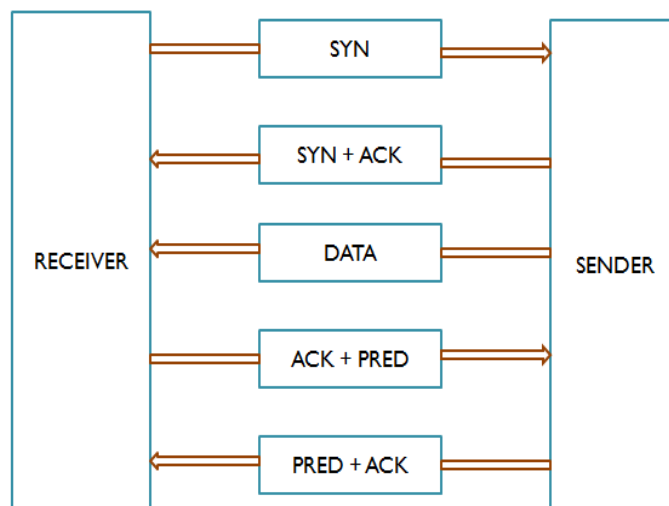 SYN
SYN + ACK
RECEIVER
DATA
SENDER
ACK + PRED
PRED + ACK